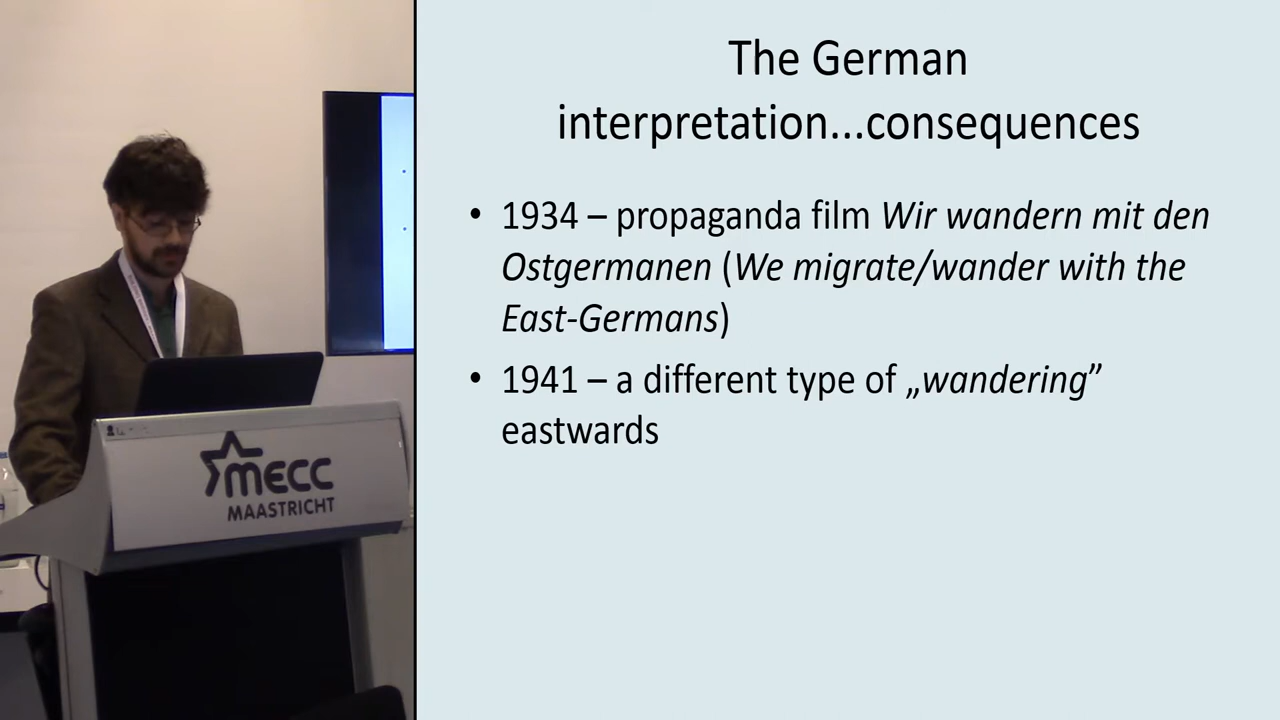 The German
interpretation...consequences
• 1934 – propaganda film Wir wandern mit den
Ostgermanen (We migrate/wander with the
East-Germans)
• 1941 – a different type of „wandering”
eastwards
mecc
MAASTRICHT